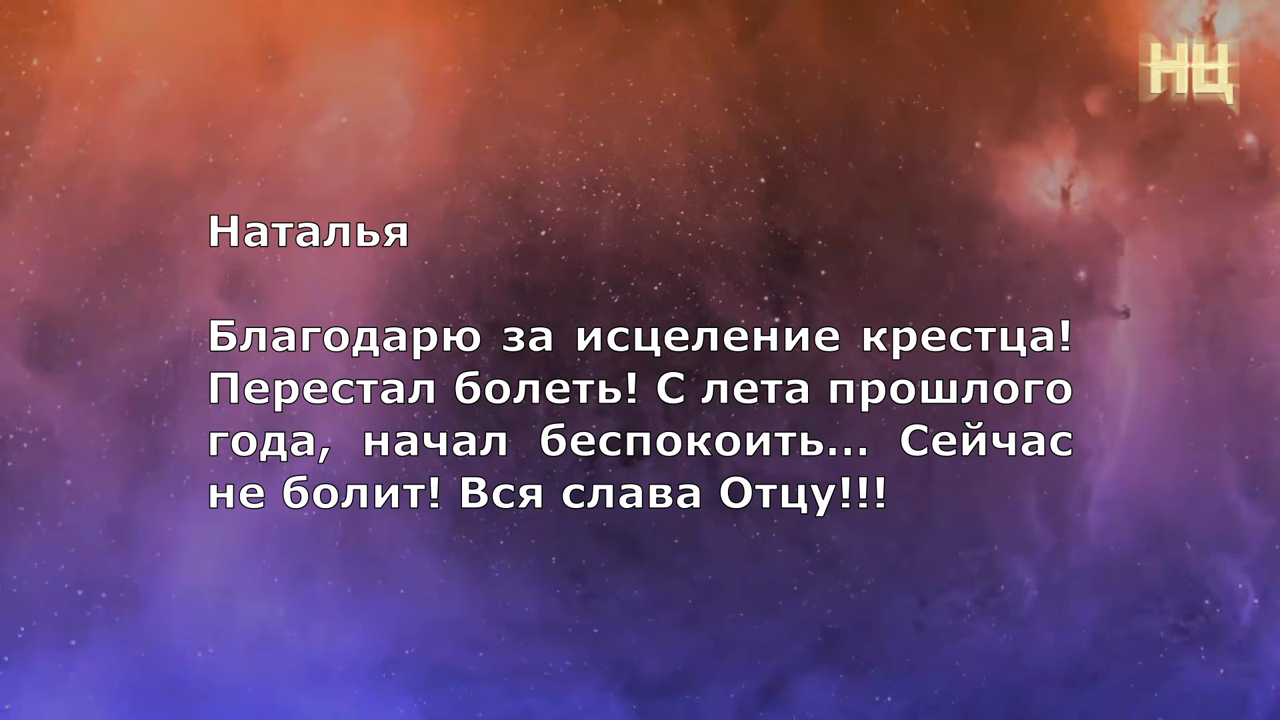 НЦ
Наталья
Благодарю за исцеление крестца!
Перестал болеть! С лета прошлого
года, начал беспокоить... Сейчас
не болит! Вся слава Отцу!!!